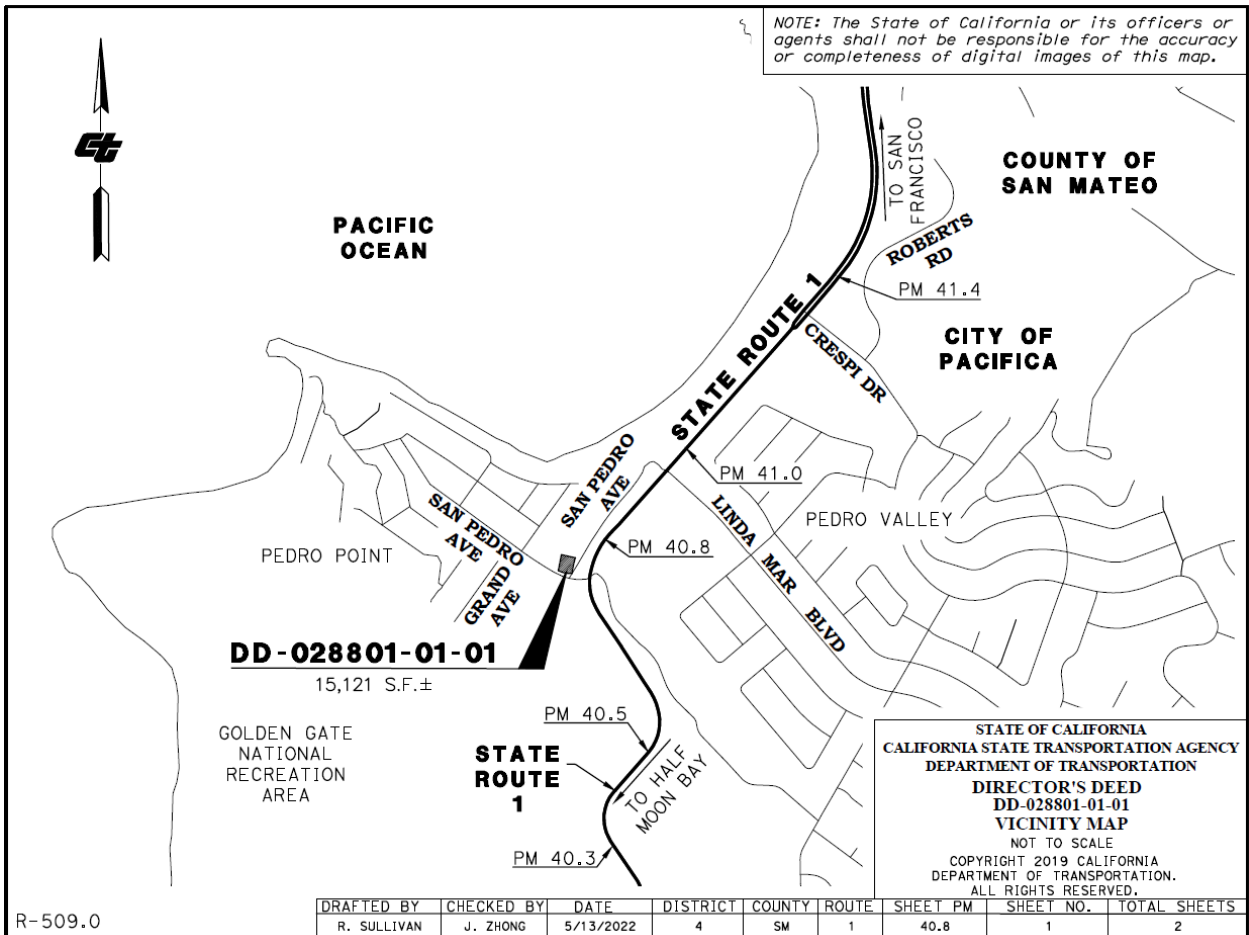 NOTE: The State of California or its officers or
agents shall not be responsible for the accuracy
or completeness of digital images of this map.
Ct
PACIFIC
OCEAN
TO SAN
FRANCISCO
COUNTY OF
SAN MATEO
ROBERTS
RD
PM 41.4
STATE ROUTE 1
CRESPI DR
CITY OF
PACIFICA
PM 41.0
SAN PEDRO
AVE
SAN PEDRO
AVE
LINDA MAR BLVD
PEDRO VALLEY
PEDRO POINT
PM 40.8
GRAND
AVE
DD-028801-01-01
15,121 S.F.±
GOLDEN GATE
NATIONAL
RECREATION
AREA
PM 40.5
STATE
ROUTE
1
TO HALF
MOON BAY
PM 40.3
STATE OF CALIFORNIA
CALIFORNIA STATE TRANSPORTATION AGENCY
DEPARTMENT OF TRANSPORTATION
DIRECTOR'S DEED
DD-028801-01-01
VICINITY MAP
NOT TO SCALE
COPYRIGHT 2019 CALIFORNIA
DEPARTMENT OF TRANSPORTATION.
ALL RIGHTS RESERVED.
R-509.0
DRAFTED BY CHECKED BY DATE DISTRICT COUNTY ROUTE SHEET PM SHEET NO. TOTAL SHEETS
R. SULLIVAN J. ZHONG 5/13/2022 4 SM 1 40.8 1 2